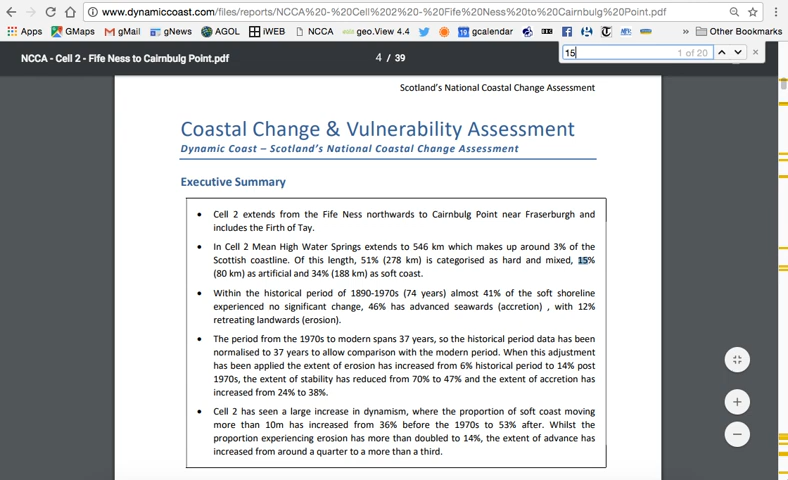 www.dynamiccoast.com/files/reports/NCCA%20-%20Cell%202%20-%20Fife%20Ness%20to%20Cairnbulg%20Point.pdf
Apps GMaps gMail gNews AGOL iWEB NCCA geo.View 4.4 gcalendar » Other Bookmarks
15 1 of 20
NCCA - Cell 2 - Fife Ness to Cairnbulg Point.pdf 4 / 39
Scotland's National Coastal Change Assessment
Coastal Change & Vulnerability Assessment
Dynamic Coast – Scotland's National Coastal Change Assessment
Executive Summary
• Cell 2 extends from the Fife Ness northwards to Cairnbulg Point near Fraserburgh and
includes the Firth of Tay.
• In Cell 2 Mean High Water Springs extends to 546 km which makes up around 3% of the
Scottish coastline. Of this length, 51% (278 km) is categorised as hard and mixed, 15%
(80 km) as artificial and 34% (188 km) as soft coast.
• Within the historical period of 1890-1970s (74 years) almost 41% of the soft shoreline
experienced no significant change, 46% has advanced seawards (accretion) , with 12%
retreating landwards (erosion).
• The period from the 1970s to modern spans 37 years, so the historical period data has been
normalised to 37 years to allow comparison with the modern period. When this adjustment
has been applied the extent of erosion has increased from 6% historical period to 14% post
1970s, the extent of stability has reduced from 70% to 47% and the extent of accretion has
increased from 24% to 38%.
• Cell 2 has seen a large increase in dynamism, where the proportion of soft coast moving
more than 10m has increased from 36% before the 1970s to 53% after. Whilst the
proportion experiencing erosion has more than doubled to 14%, the extent of advance has
increased from around a quarter to a more than a third.